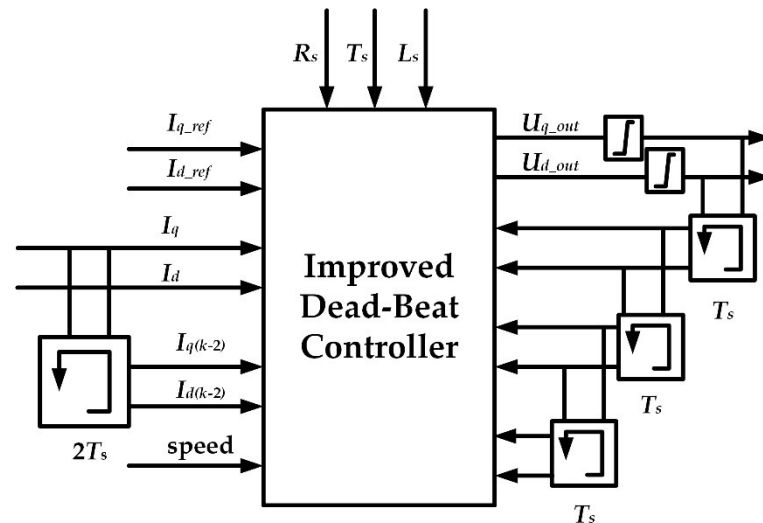 Rs Ts Ls
Iq_ref
Id_ref
Iq
Id
Iq(k-2)
Id(k-2)
speed
2Ts
Improved
Dead-Beat
Controller
Uq_out
Ud_out
Ts
Ts
Ts